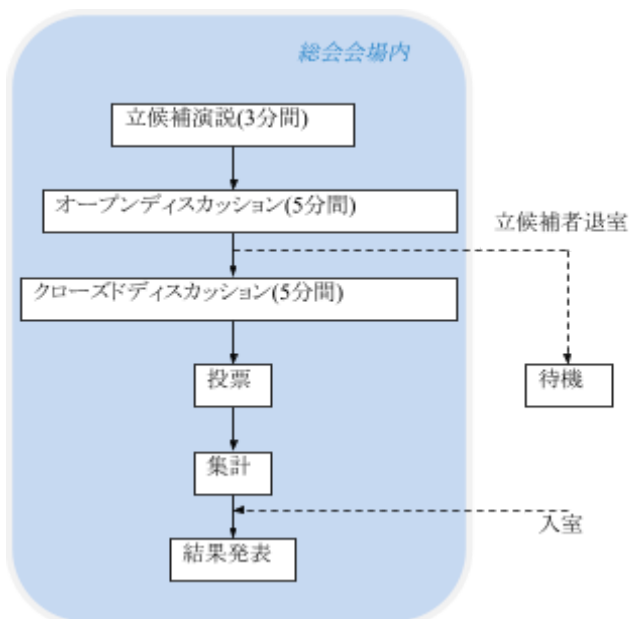 総会会場内
立候補演説(3分間)
オープンディスカッション(5分間)
立候補者退室
クローズドディスカッション(5分間)
投票
待機
集計
入室
結果発表